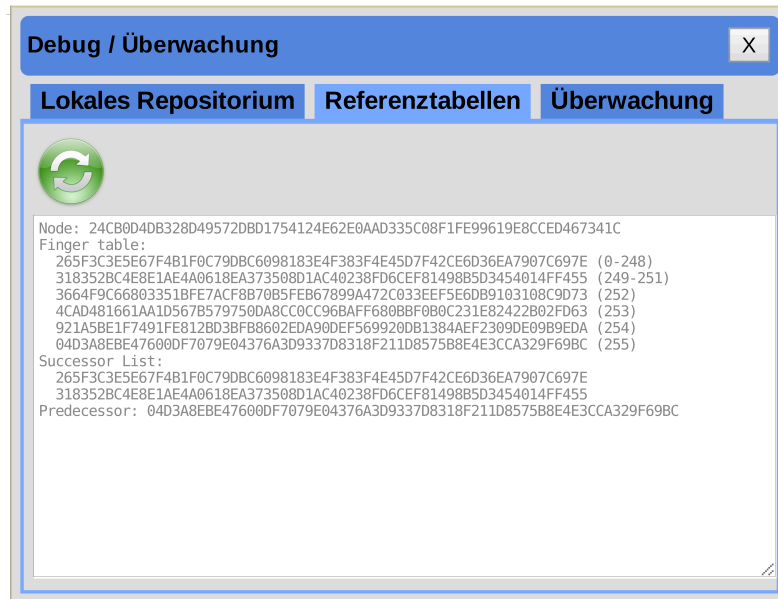 Debug / Überwachung
X
Lokales Repositorium Referenztabellen Überwachung
Node: 24CB0D4DB328D49572DBD1754124E62E0AAD335C08F1FE99619E8CCED467341C
Finger table:
265F3C3E5E67F4B1F0C79DBC6098183E4F383F4E45D7F42CE6D36EA7907C697E (0-248)
318352BC4E8E1AE4A0618EA373508D1AC40238FD6CEF81498B5D3454014FF455 (249-251)
3664F9C66803351BFE7ACF8B70B5FEB67899A472C033EEF5E6DB9103108C9D73 (252)
4CAD481661AA1D567B579750DA8CC0CC96BAFF680BBF0B0C231E82422B02FD63 (253)
921A5BE1F7491FE812BD3BFB8602EDA90DEF569920DB1384AEF2309DE09B9EDA (254)
04D3A8EBE47600DF7079E04376A3D9337D8318F211D8575B8E4E3CCA329F69BC (255)
Successor List:
265F3C3E5E67F4B1F0C79DBC6098183E4F383F4E45D7F42CE6D36EA7907C697E
318352BC4E8E1AE4A0618EA373508D1AC40238FD6CEF81498B5D3454014FF455
Predecessor: 04D3A8EBE47600DF7079E04376A3D9337D8318F211D8575B8E4E3CCA329F69BC